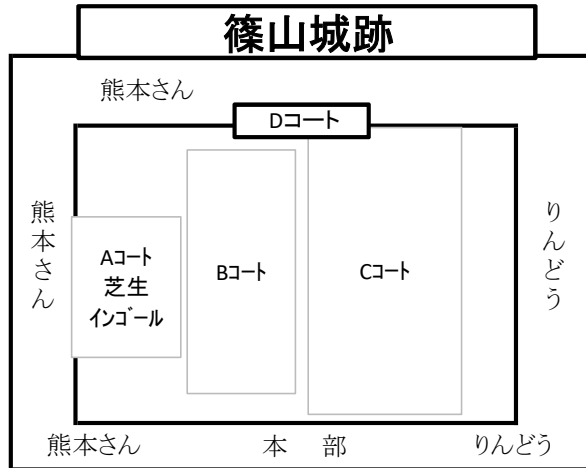 篠山城跡
熊本さん
Dコート
熊本さん
Aコート
芝生
インゴール
Bコート
Cコート
りんどう
熊本さん
本 部
りんどう